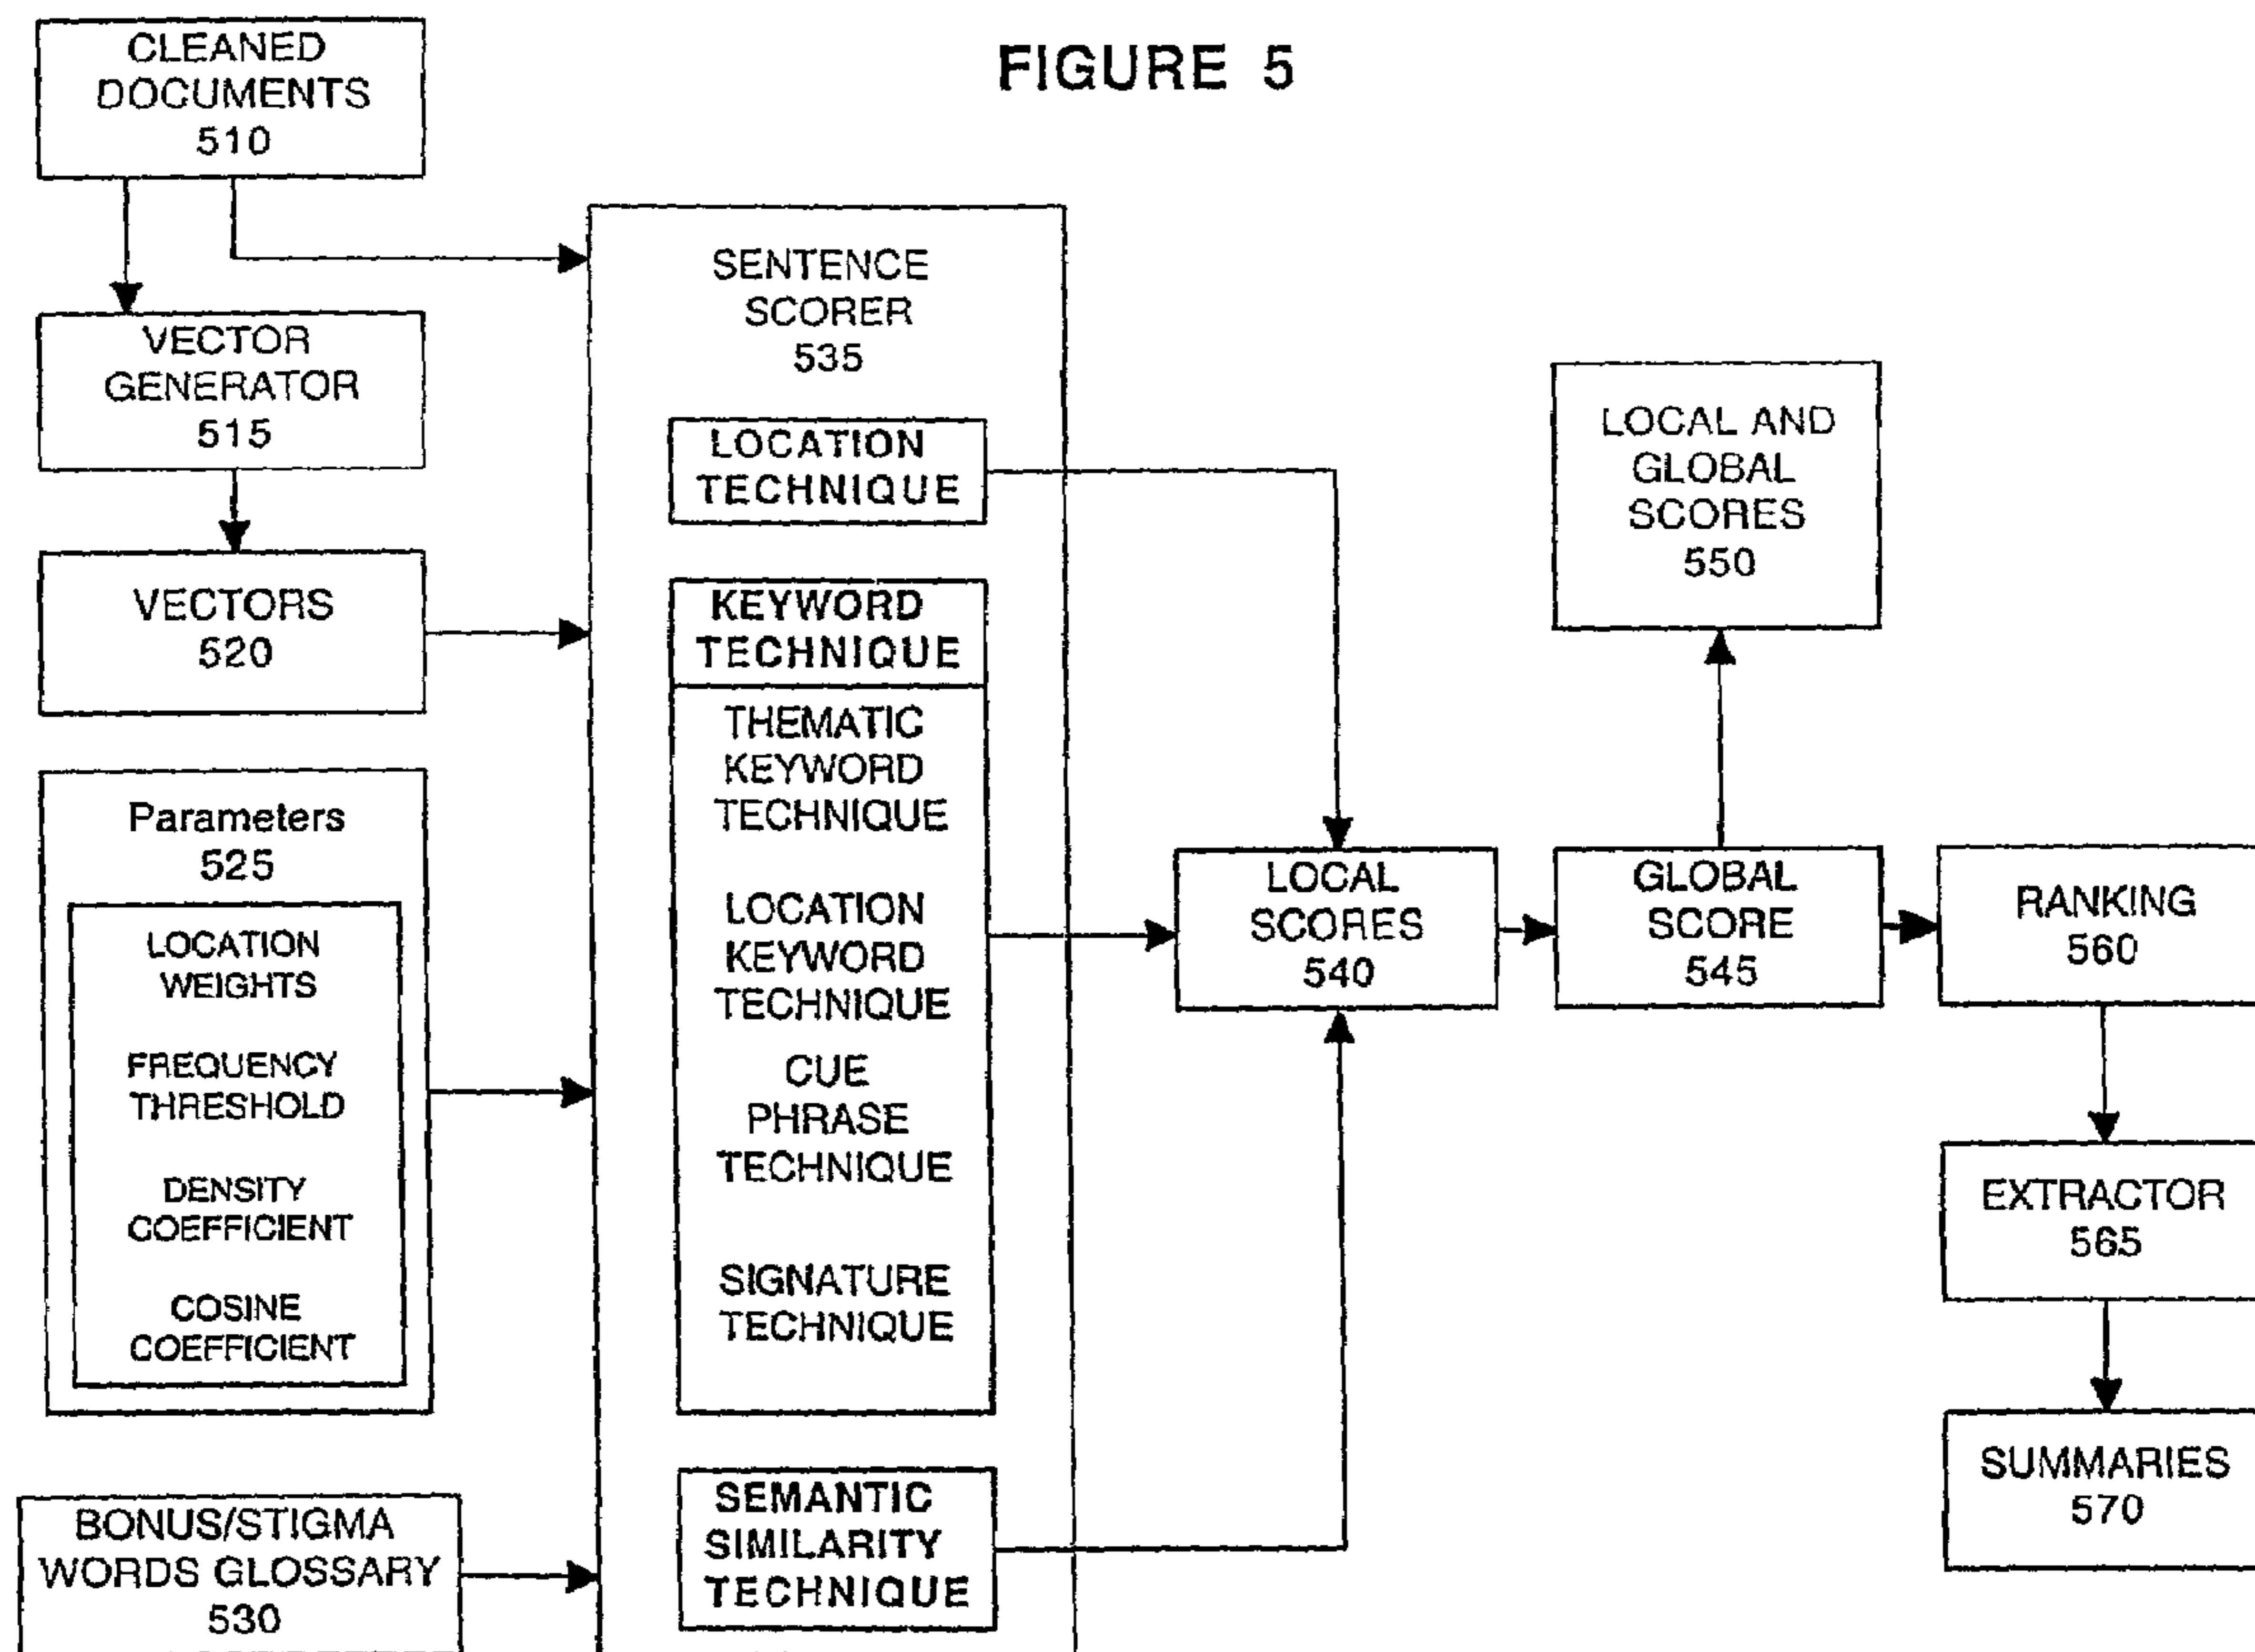 FIGURE 5
CLEANED
DOCUMENTS
510
VECTOR
GENERATOR
515
VECTORS
520
Parameters
525
LOCATION
WEIGHTS
FREQUENCY
THRESHOLD
DENSITY
COEFFICIENT
COSINE
COEFFICIENT
BONUS/STIGMA
WORDS GLOSSARY
530
SENTENCE
SCORER
535
LOCATION
TECHNIQUE
KEYWORD
TECHNIQUE
THEMATIC
KEYWORD
TECHNIQUE
LOCATION
KEYWORD
TECHNIQUE
CUE
PHRASE
TECHNIQUE
SIGNATURE
TECHNIQUE
SEMANTIC
SIMILARITY
TECHNIQUE
LOCAL
SCORES
540
GLOBAL
SCORE
545
LOCAL AND
GLOBAL
SCORES
550
RANKING
560
EXTRACTOR
565
SUMMARIES
570